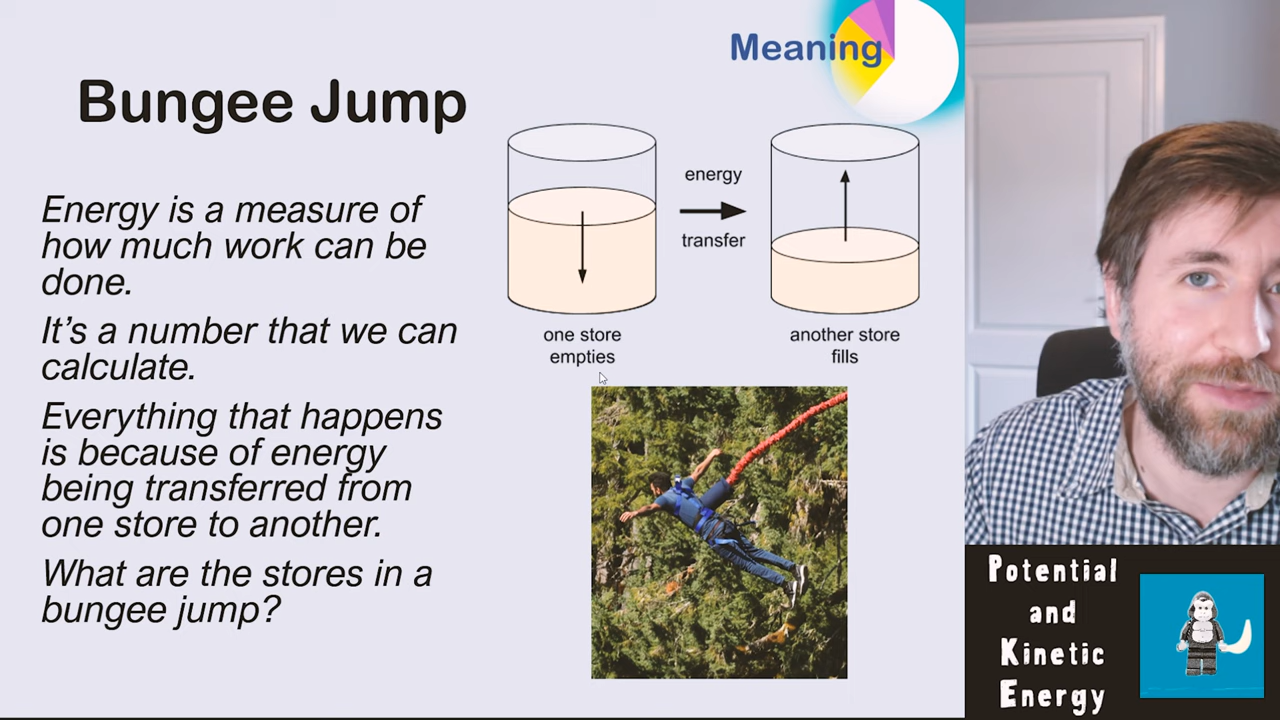 Meaning
Bungee Jump
Energy is a measure of
how much work can be
done.
It's a number that we can
calculate.
Everything that happens
is because of energy
being transferred from
one store to another.
What are the stores in a
bungee jump?
energy
transfer
one store
empties
another store
fills
Potential
and
Kinetic
Energy